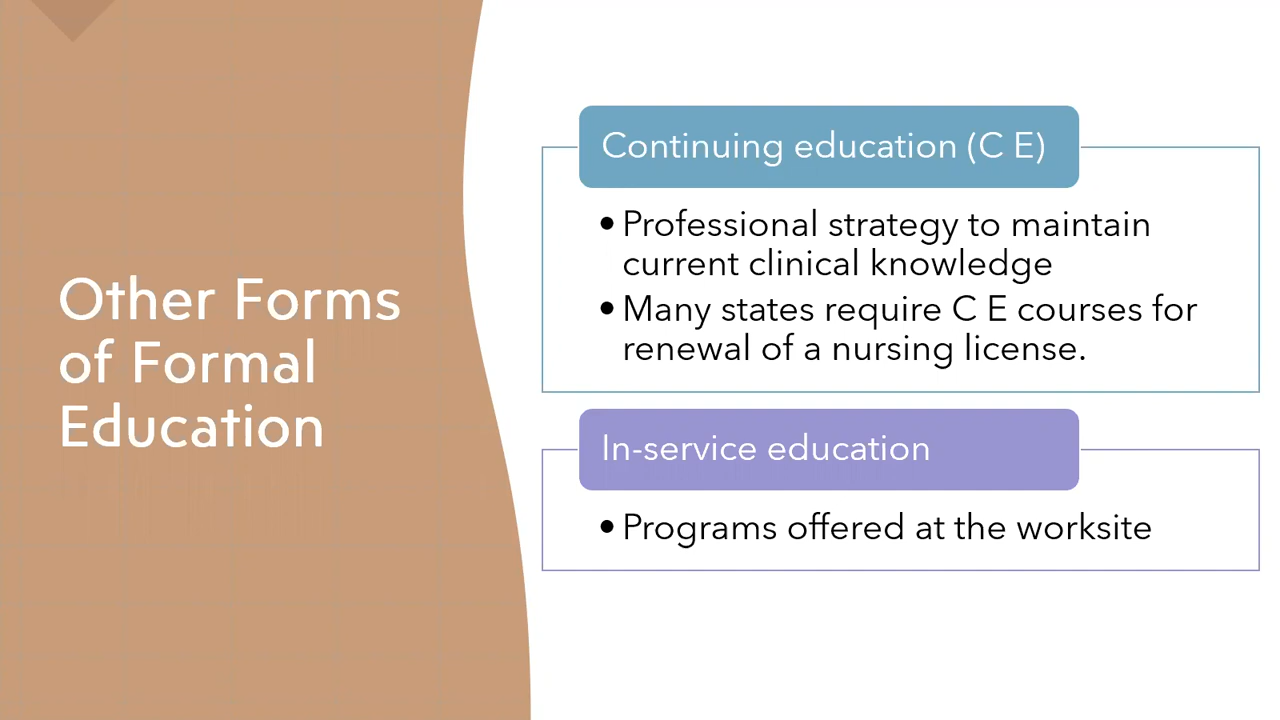 Other Forms
of Formal
Education
Continuing education (C E)
• Professional strategy to maintain
current clinical knowledge
• Many states require C E courses for
renewal of a nursing license.
In-service education
• Programs offered at the worksite